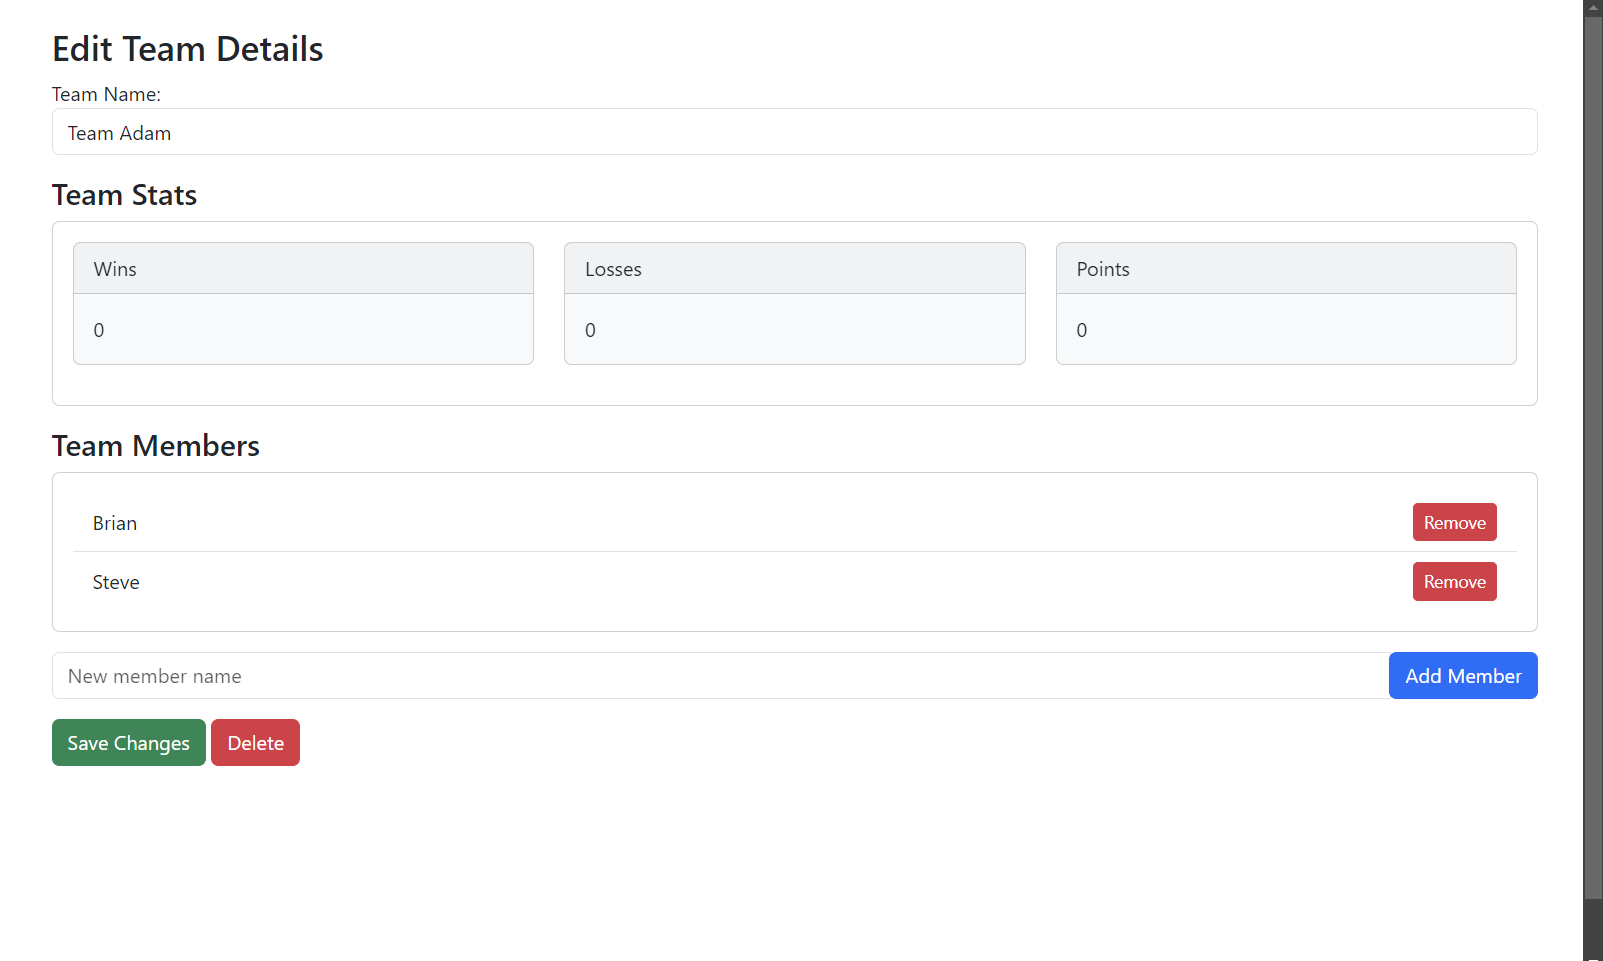 Edit Team Details
Team Name:
Team Adam
Team Stats
Wins Losses Points
0 0 0
Team Members
Brian Remove
Steve Remove
New member name Add Member
Save Changes Delete